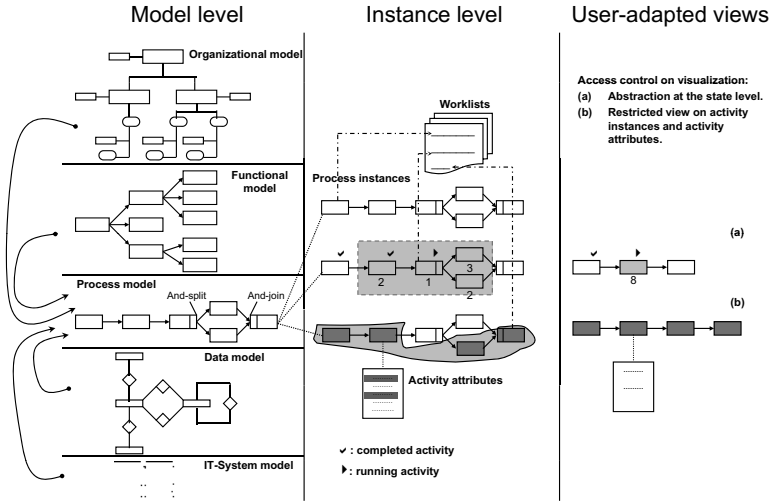 Model level
Instance level
User-adapted views
Organizational model
Functional model
Process model
And-split
And-join
Data model
IT-System model
Worklists
Process instances
2
1
3
2
Activity attributes
: completed activity
: running activity
Access control on visualization:
(a) Abstraction at the state level.
(b) Restricted view on activity
instances and activity
attributes.
(a)
8
(b)